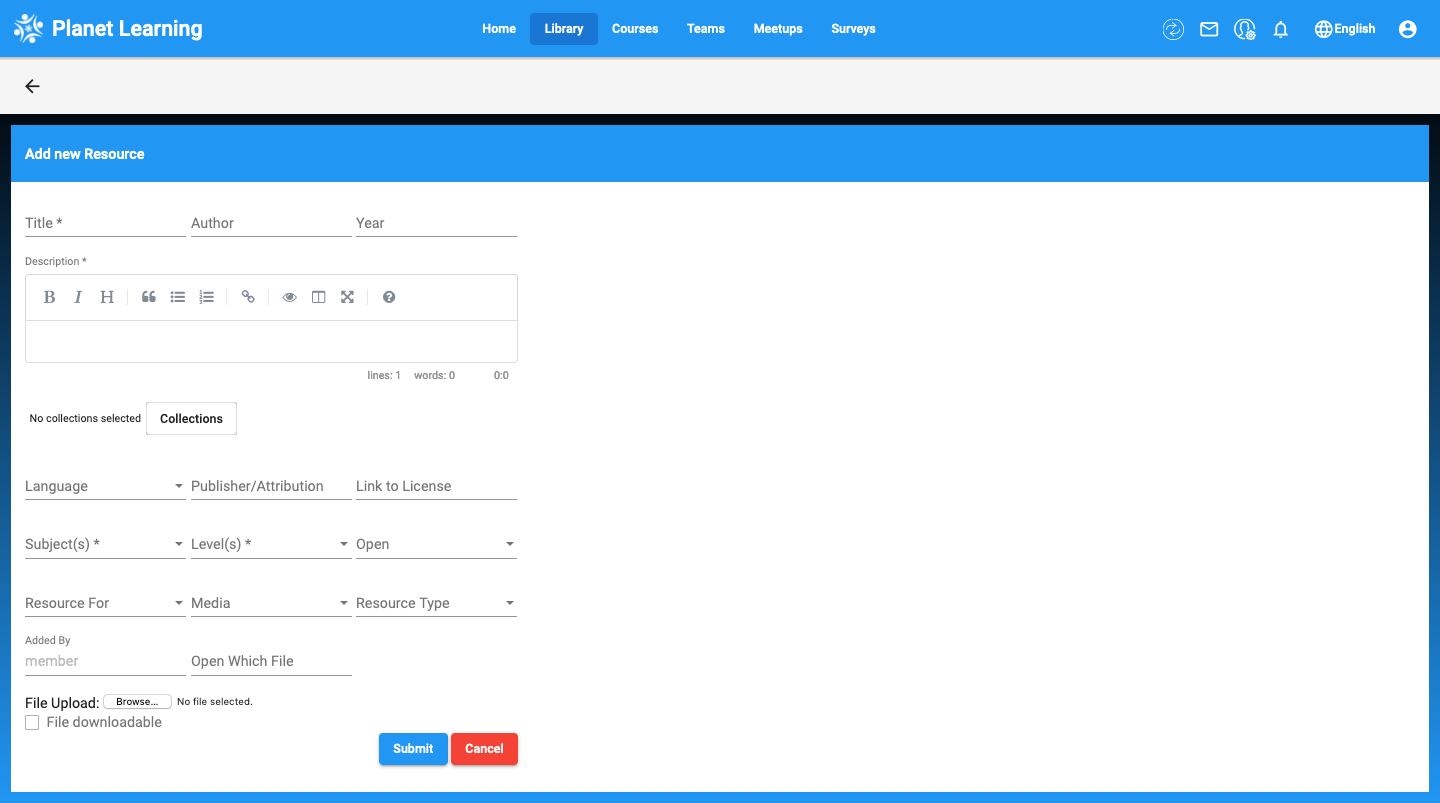 Planet Learning
Home Library Courses Teams Meetups Surveys English
Add new Resource
Title * Author Year
Description *
B I H
lines: 1 words: 0 0:0
No collections selected Collections
Language Publisher/Attribution Link to License
Subject(s) * Level(s) * Open
Resource For Media Resource Type
Added By
member Open Which File
File Upload: Browse... No file selected.
File downloadable
Submit Cancel